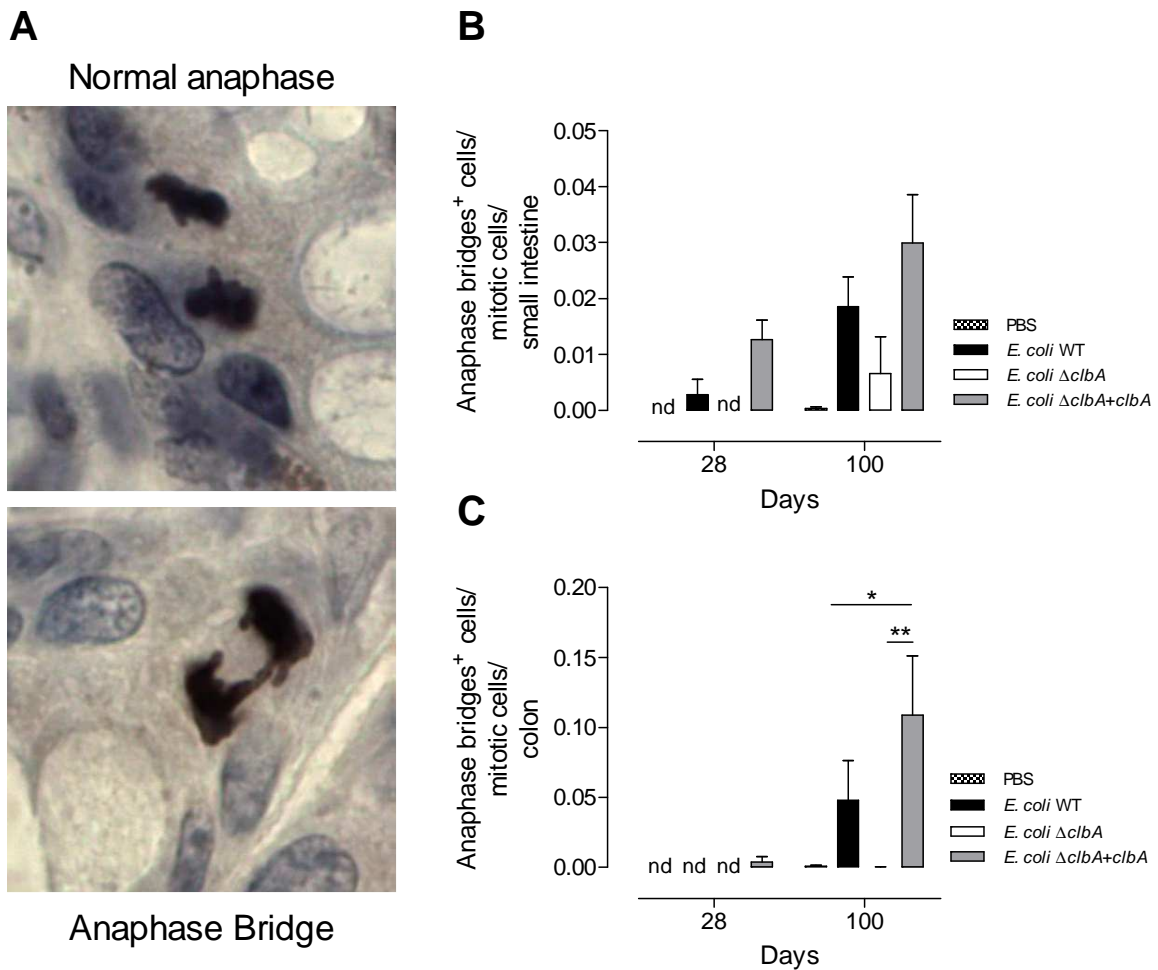 A
Normal anaphase
Anaphase Bridge
B
Anaphase bridges+ cells/
mitotic cells/
small intestine
0.05
0.04
0.03
0.02
0.01
0.00
nd
nd
28
100
Days
PBS
E. coli WT
E. coli ΔclbA
E. coli ΔclbA+clbA
C
Anaphase bridges+ cells/
mitotic cells/
colon
0.20
0.15
0.10
0.05
0.00
*
**
nd nd nd
28
100
Days
PBS
E. coli WT
E. coli ΔclbA
E. coli ΔclbA+clbA